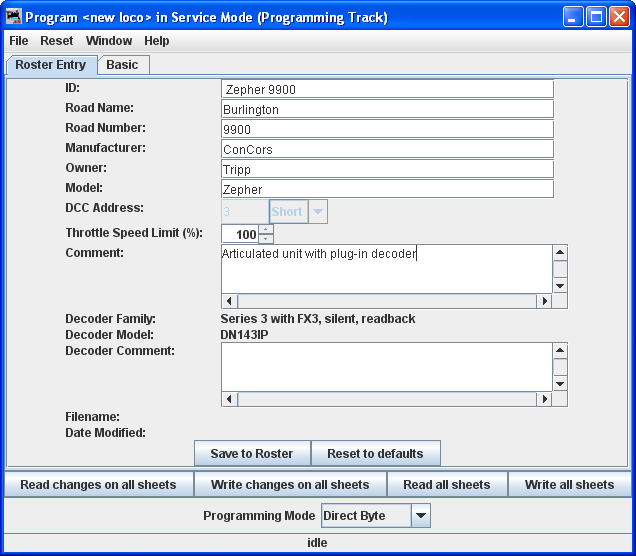 Program <new loco> in Service Mode (Programming Track)
File Reset Window Help
Roster Entry Basic
ID: Zepher 9900
Road Name: Burlington
Road Number: 9900
Manufacturer: ConCors
Owner: Tripp
Model: Zepher
DCC Address: 3 Short
Throttle Speed Limit (%): 100
Comment: Articulated unit with plug-in decoder
Decoder Family: Series 3 with FX3, silent, readback
Decoder Model: DN143IP
Decoder Comment:
Filename:
Date Modified:
Save to Roster Reset to defaults
Read changes on all sheets Write changes on all sheets Read all sheets Write all sheets
Programming Mode Direct Byte
idle